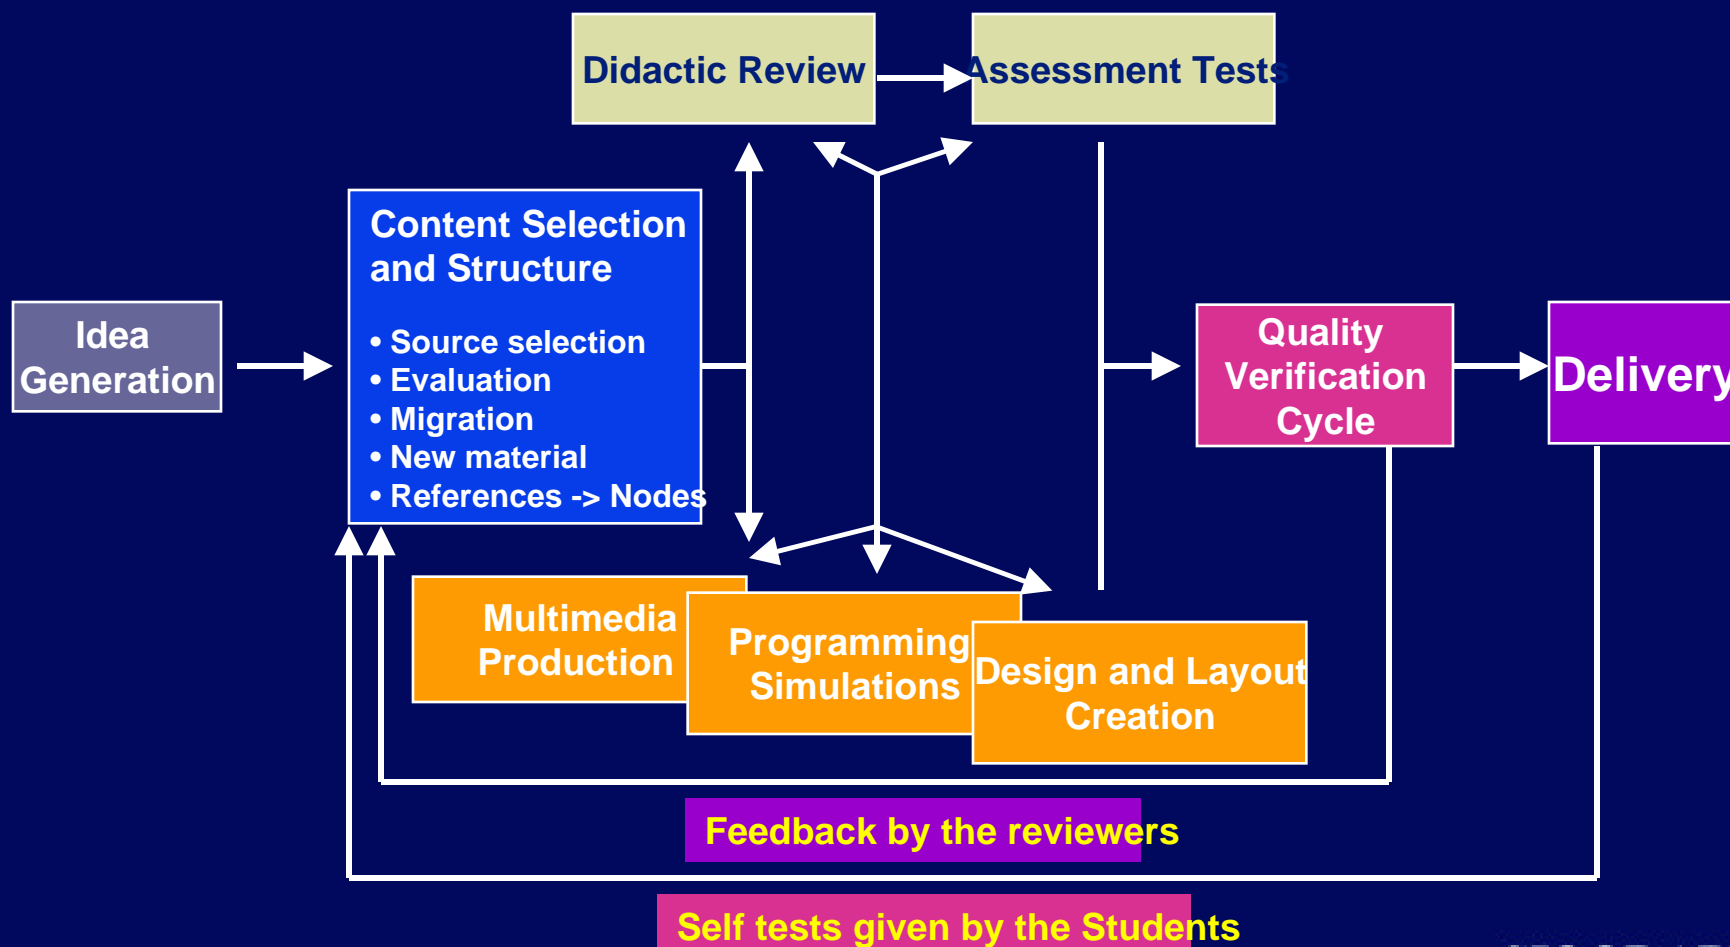 Didactic Review
Assessment Tests
Content Selection
and Structure
• Source selection
• Evaluation
• Migration
• New material
• References -> Nodes
Idea
Generation
Quality
Verification
Cycle
Delivery
Multimedia
Production
Programming
Simulations
Design and Layout
Creation
Feedback by the reviewers
Self tests given by the Students